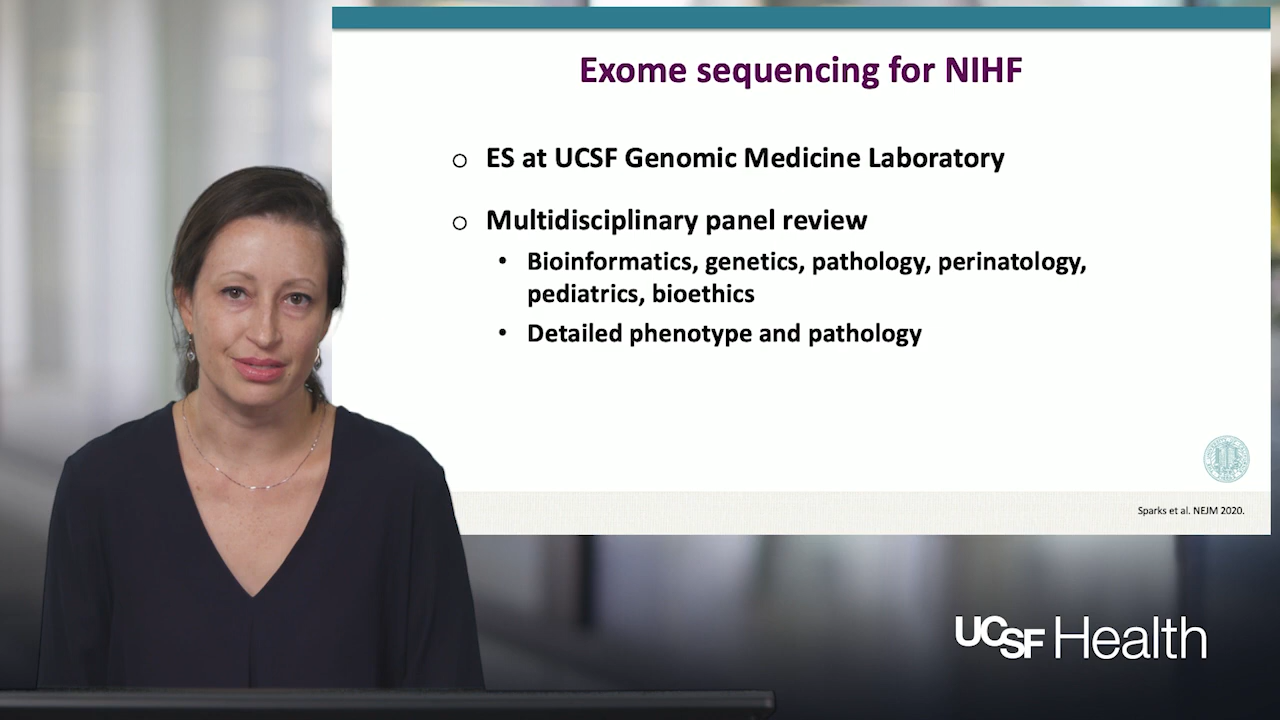 Exome sequencing for NIHF
ES at UCSF Genomic Medicine Laboratory
Multidisciplinary panel review
Bioinformatics, genetics, pathology, perinatology,
pediatrics, bioethics
Detailed phenotype and pathology
Sparks et al. NEJM 2020.
UCSF Health